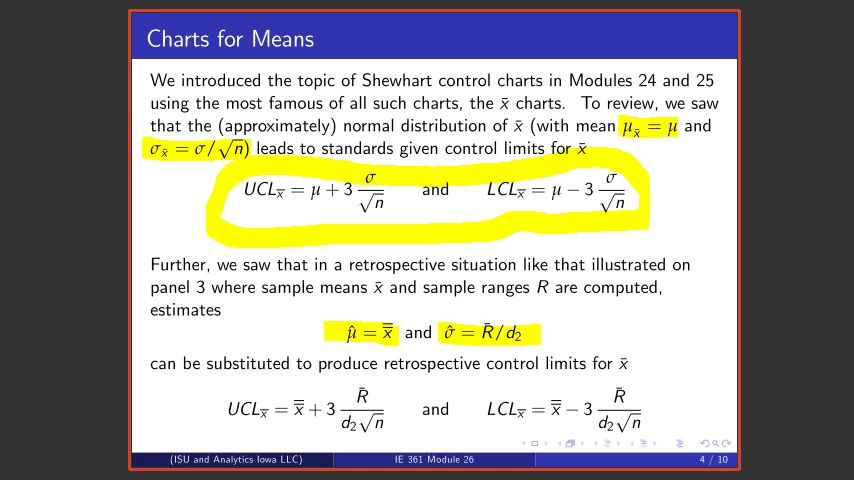 Charts for Means
We introduced the topic of Shewhart control charts in Modules 24 and 25
using the most famous of all such charts, the x̄ charts. To review, we saw
that the (approximately) normal distribution of x̄ (with mean μ_x̄ = μ and
σ_x̄ = σ/√n) leads to standards given control limits for x̄
UCL_x̄ = μ + 3 σ/√n and LCL_x̄ = μ − 3 σ/√n
Further, we saw that in a retrospective situation like that illustrated on
panel 3 where sample means x̄ and sample ranges R are computed,
estimates
μ̂ = x̿ and σ̂ = R̄/d₂
can be substituted to produce retrospective control limits for x̄
UCL_x̄ = x̿ + 3 R̄/(d₂√n) and LCL_x̄ = x̿ − 3 R̄/(d₂√n)
(ISU and Analytics Iowa LLC) IE 361 Module 26 4 / 10